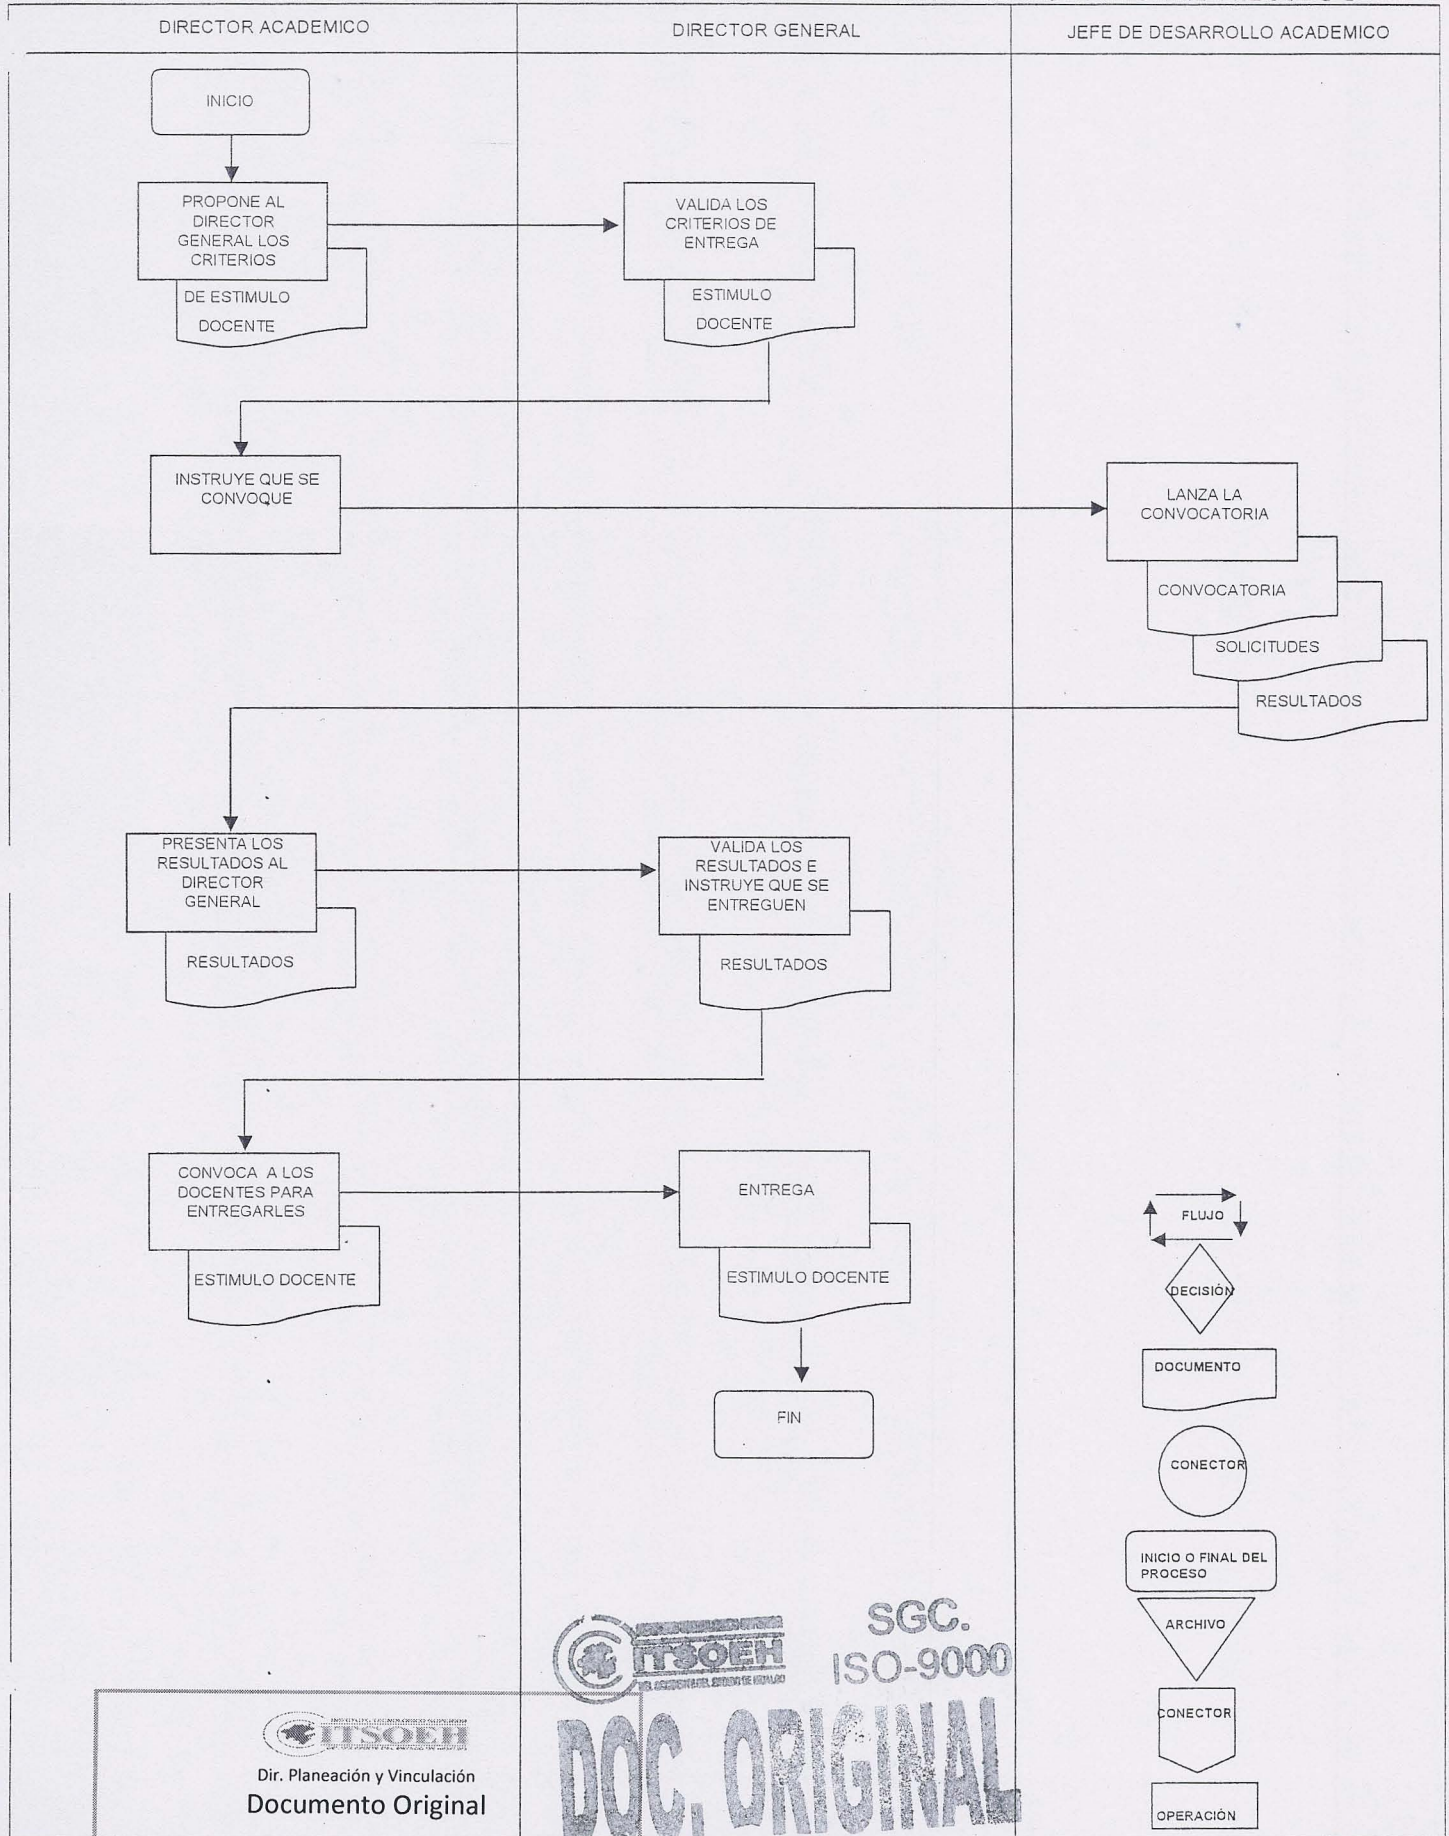 DIRECTOR ACADEMICO
DIRECTOR GENERAL
JEFE DE DESARROLLO ACADEMICO
INICIO
PROPONE AL
DIRECTOR
GENERAL LOS
CRITERIOS
DE ESTIMULO
DOCENTE
VALIDA LOS
CRITERIOS DE
ENTREGA
ESTIMULO
DOCENTE
INSTRUYE QUE SE
CONVOQUE
LANZA LA
CONVOCATORIA
CONVOCATORIA
SOLICITUDES
RESULTADOS
PRESENTA LOS
RESULTADOS AL
DIRECTOR
GENERAL
RESULTADOS
VALIDA LOS
RESULTADOS E
INSTRUYE QUE SE
ENTREGUEN
RESULTADOS
CONVOCA A LOS
DOCENTES PARA
ENTREGARLES
ESTIMULO DOCENTE
ENTREGA
ESTIMULO DOCENTE
FIN
FLUJO
DECISIÓN
DOCUMENTO
CONECTOR
INICIO O FINAL DEL
PROCESO
ARCHIVO
CONECTOR
OPERACIÓN
ITSOEH
SGC.
ISO-9000
DOC. ORIGINAL
ITSOEH
Dir. Planeación y Vinculación
Documento Original